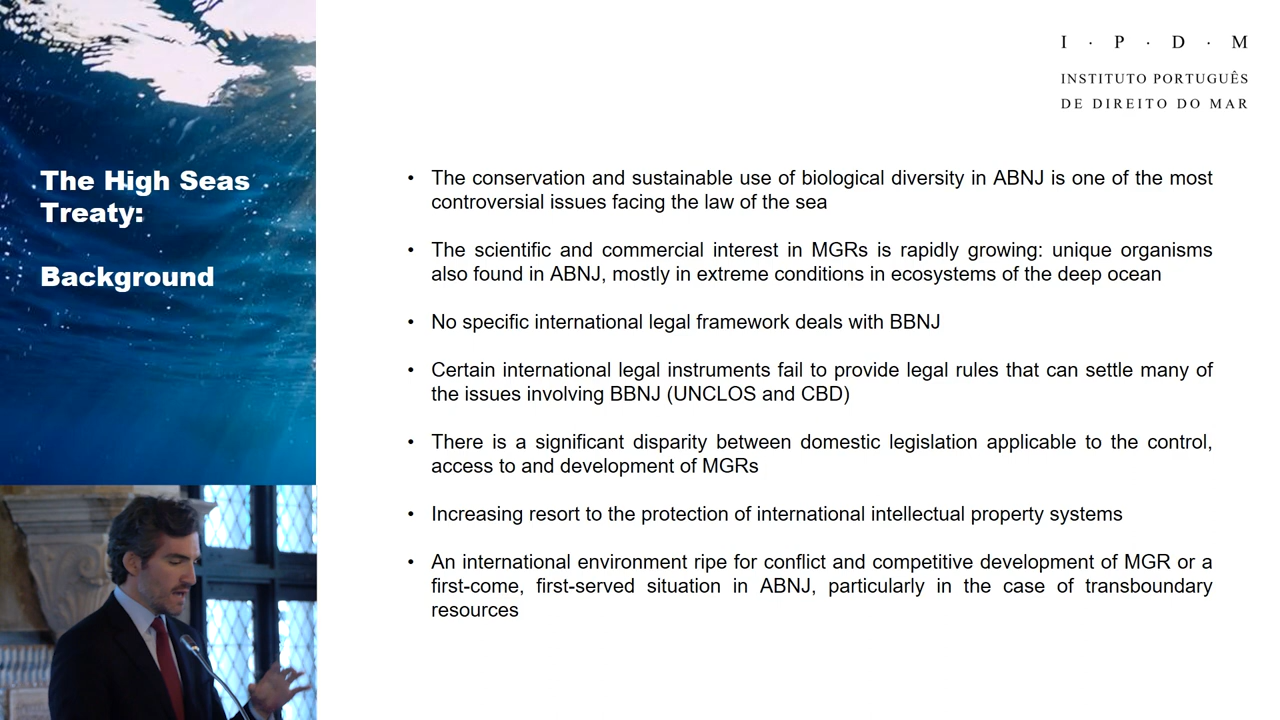 The High Seas
Treaty:
Background
I · P · D · M
INSTITUTO PORTUGUÊS
DE DIREITO DO MAR
• The conservation and sustainable use of biological diversity in ABNJ is one of the most
controversial issues facing the law of the sea
• The scientific and commercial interest in MGRs is rapidly growing: unique organisms
also found in ABNJ, mostly in extreme conditions in ecosystems of the deep ocean
• No specific international legal framework deals with BBNJ
• Certain international legal instruments fail to provide legal rules that can settle many of
the issues involving BBNJ (UNCLOS and CBD)
• There is a significant disparity between domestic legislation applicable to the control,
access to and development of MGRs
• Increasing resort to the protection of international intellectual property systems
• An international environment ripe for conflict and competitive development of MGR or a
first-come, first-served situation in ABNJ, particularly in the case of transboundary
resources